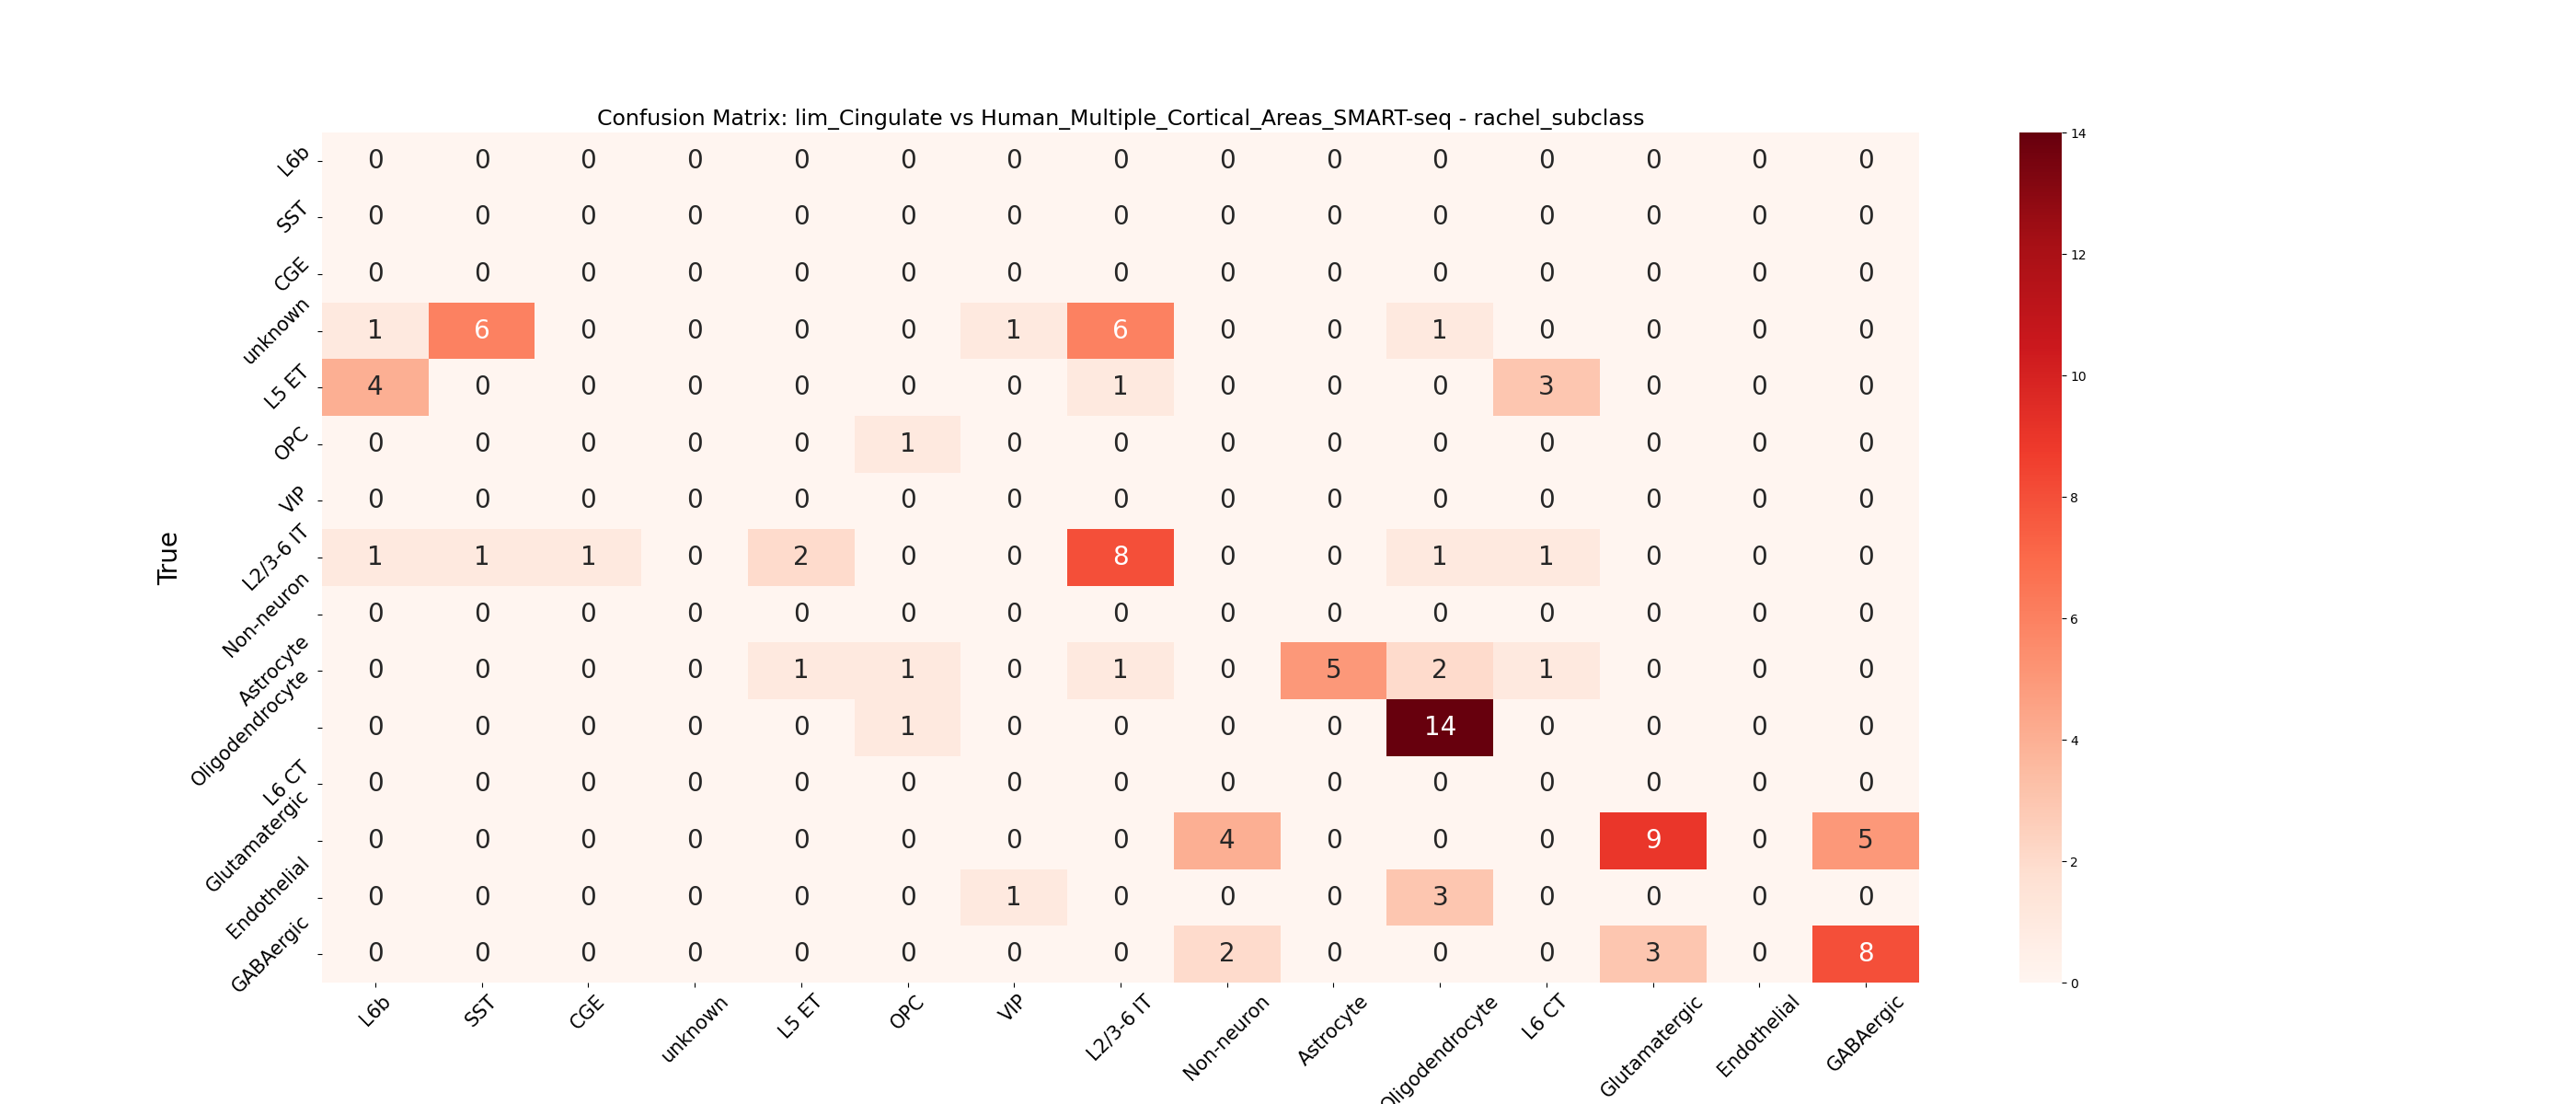 Confusion Matrix: lim_Cingulate vs Human_Multiple_Cortical_Areas_SMART-seq - rachel_subclass
True
L6b 0 0 0 0 0 0 0 0 0 0 0 0 0 0 0
SST 0 0 0 0 0 0 0 0 0 0 0 0 0 0 0
CGE 0 0 0 0 0 0 0 0 0 0 0 0 0 0 0
unknown 1 6 0 0 0 0 1 6 0 0 1 0 0 0 0
L5 ET 4 0 0 0 0 0 0 1 0 0 0 3 0 0 0
OPC 0 0 0 0 0 1 0 0 0 0 0 0 0 0 0
VIP 0 0 0 0 0 0 0 0 0 0 0 0 0 0 0
L2/3-6 IT 1 1 1 0 2 0 0 8 0 0 1 1 0 0 0
Non-neuron 0 0 0 0 0 0 0 0 0 0 0 0 0 0 0
Astrocyte 0 0 0 0 1 1 0 1 0 5 2 1 0 0 0
Oligodendrocyte 0 0 0 0 0 1 0 0 0 0 14 0 0 0 0
L6 CT 0 0 0 0 0 0 0 0 0 0 0 0 0 0 0
Glutamatergic 0 0 0 0 0 0 0 0 4 0 0 0 9 0 5
Endothelial 0 0 0 0 0 0 1 0 0 0 3 0 0 0 0
GABAergic 0 0 0 0 0 0 0 0 2 0 0 0 3 0 8
L6b SST CGE unknown L5 ET OPC VIP L2/3-6 IT Non-neuron Astrocyte Oligodendrocyte L6 CT Glutamatergic Endothelial GABAergic
14
12
10
8
6
4
2
0